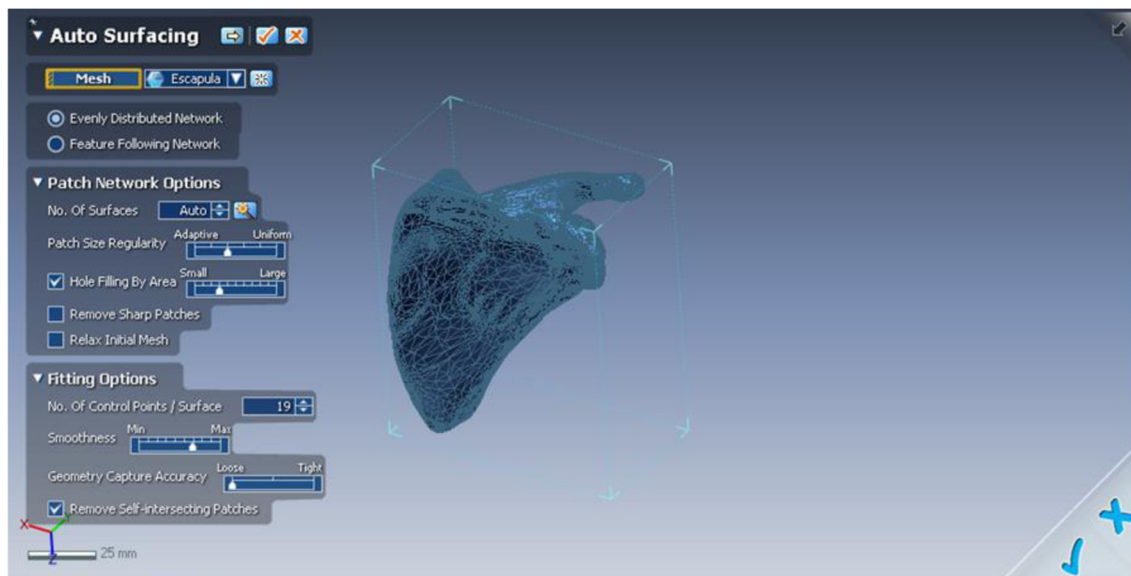 Auto Surfacing
Mesh Escapula
Evenly Distributed Network
Feature Following Network
Patch Network Options
No. Of Surfaces Auto
Adaptive Uniform
Patch Size Regularity
Small Large
Hole Filling By Area
Remove Sharp Patches
Relax Initial Mesh
Fitting Options
No. Of Control Points / Surface 19
Min Max
Smoothness
Loose Tight
Geometry Capture Accuracy
Remove Self-intersecting Patches
X Y
Z
25 mm